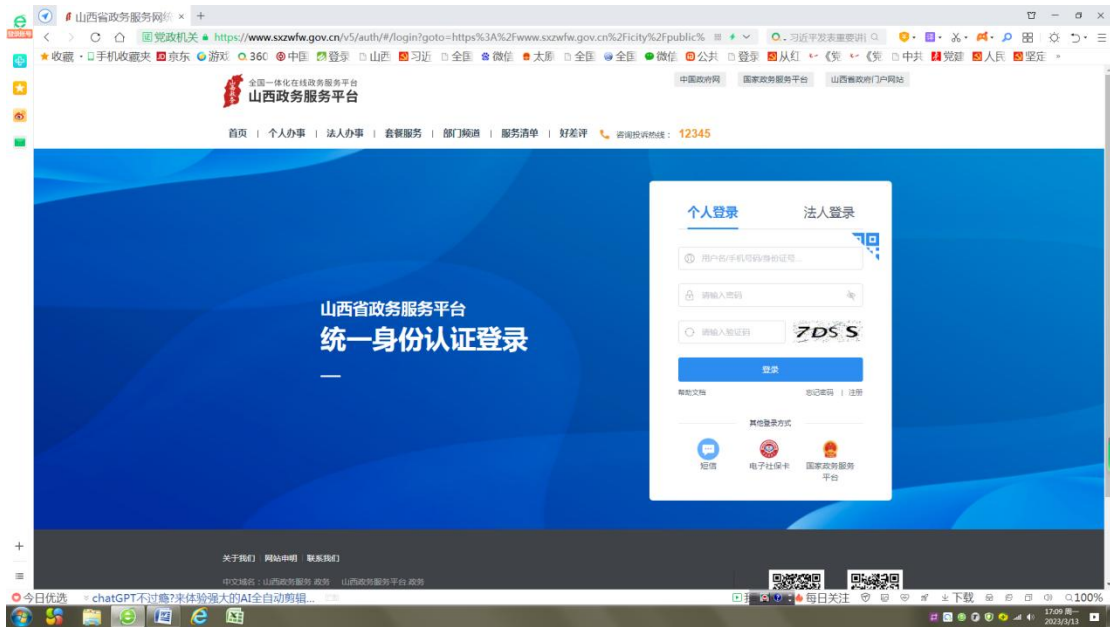 山西省政务服务网统
党政机关
https://www.sxzwfw.gov.cn/v5/auth/#/login?goto=https%3A%2Fwww.sxzwfw.gov.cn%2Ficity%2Fpublic%
习近平发表重要讲
收藏 手机收藏夹 京东 游戏 360 中国 登录 山西 习近 全国 微信 太原 全国 全国 微信 公共 登录 从红 《党 《党 中共 党建 人民 坚定
全国一体化在线政务服务平台
山西政务服务平台
中国政府网 国家政务服务平台 山西省政府门户网站
首页 | 个人办事 | 法人办事 | 套餐服务 | 部门频道 | 服务清单 | 好差评 咨询投诉热线: 12345
个人登录 法人登录
用户名/手机号码/身份证号...
请输入密码
请输入验证码 7DSS
登录
帮助文档 忘记密码 | 注册
其他登录方式
短信 电子社保卡 国家政务服务平台
山西省政务服务平台
统一身份认证登录
关于我们 网站申明 联系我们
中文域名:山西政务服务.政务 山西政务服务平台.政务
今日优选 chatGPT不过瘾?来体验强大的AI全自动剪辑...
每日关注 下载 100%
17:09 周一
2023/3/13